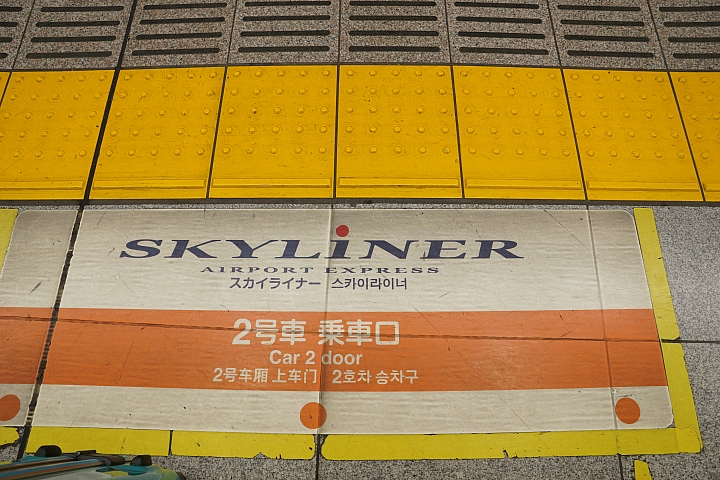 SKYLiNER
AIRPORT EXPRESS
スカイライナー 스카이라이너
2号車 乗車口
Car 2 door
2号车厢 上车门 2호차 승차구